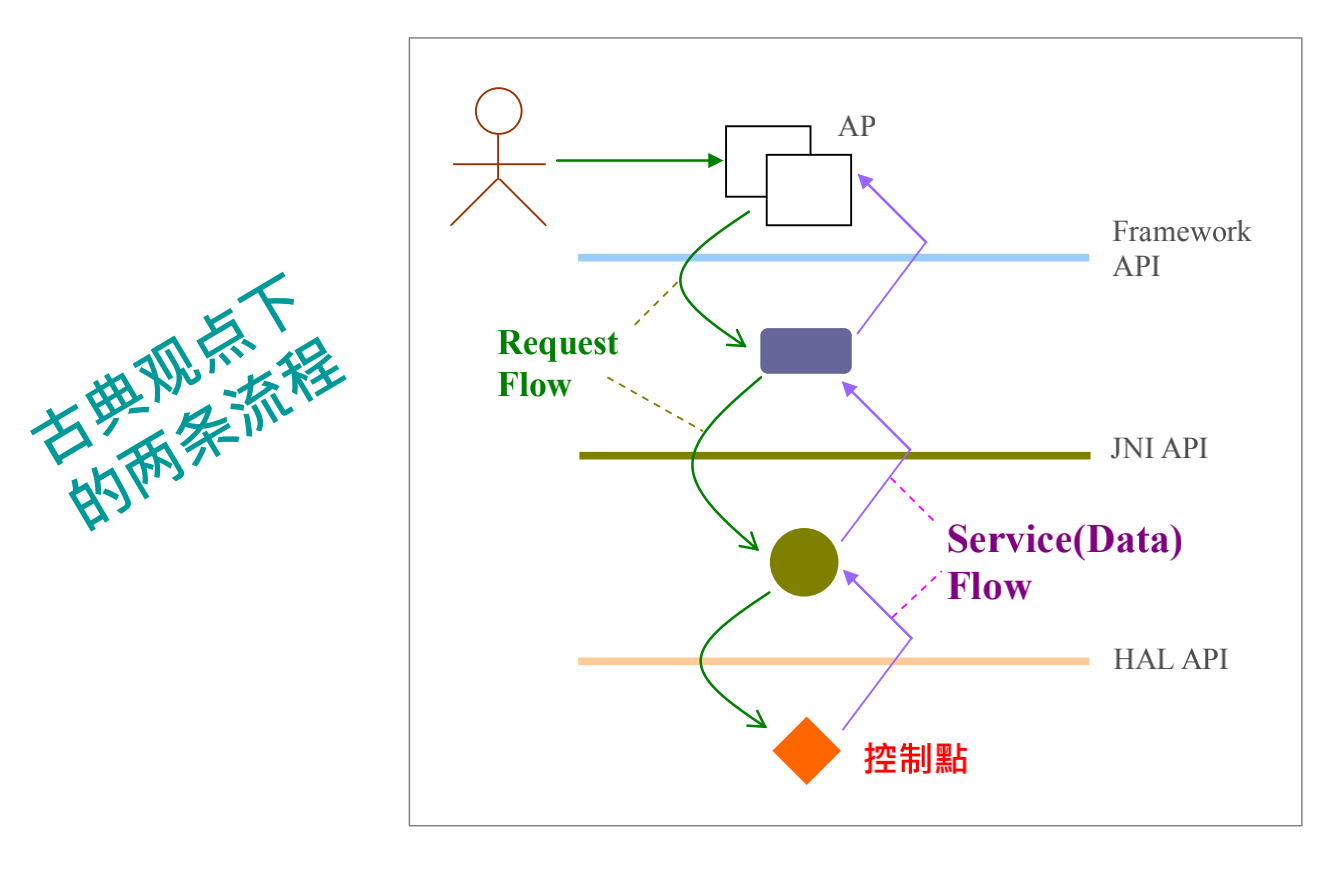 古典观点下
的两条流程
AP
Framework
API
Request
Flow
JNI API
Service(Data)
Flow
HAL API
控制點